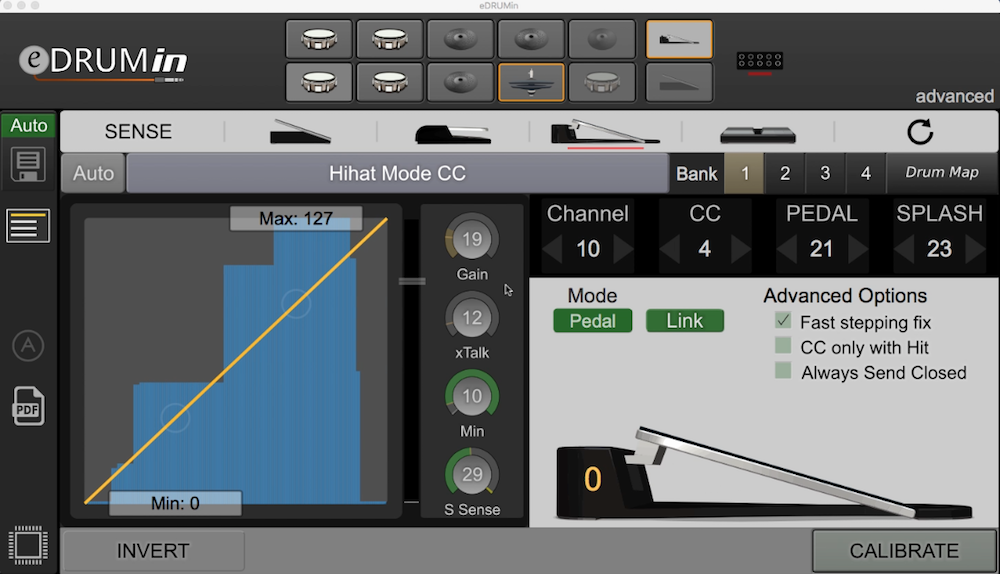 eDRUMin
eDRUMin
advanced
Auto
SENSE
Auto
Hihat Mode CC
Bank
1
2
3
4
Drum Map
Max: 127
Min: 0
19
Gain
12
xTalk
10
Min
29
S Sense
Channel
CC
PEDAL
SPLASH
10
4
21
23
Mode
Pedal
Link
Advanced Options
Fast stepping fix
CC only with Hit
Always Send Closed
A
PDF
0
INVERT
CALIBRATE